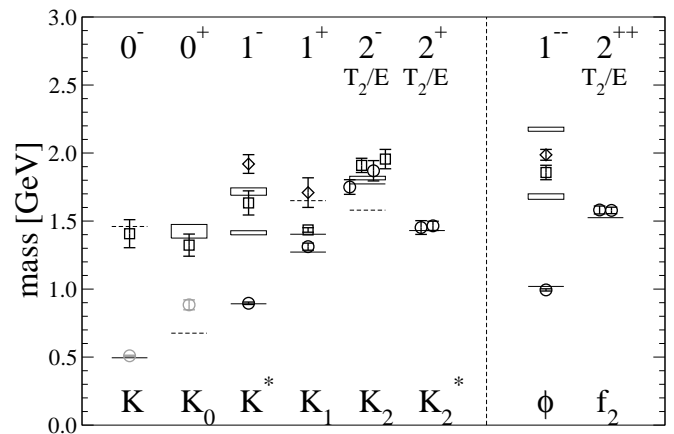 3.0
0⁻ 0⁺ 1⁻ 1⁺ 2⁻ 2⁺ 1⁻⁻ 2⁺⁺
T₂/E T₂/E T₂/E
2.5
2.0
1.5
1.0
0.5
0.0
mass [GeV]
K K₀ K* K₁ K₂ K₂* ϕ f₂